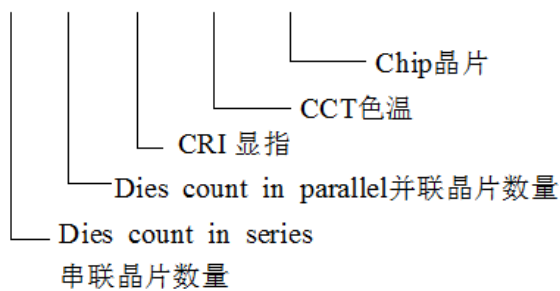 Chip晶片
CCT色温
CRI 显指
Dies count in parallel并联晶片数量
Dies count in series
串联晶片数量